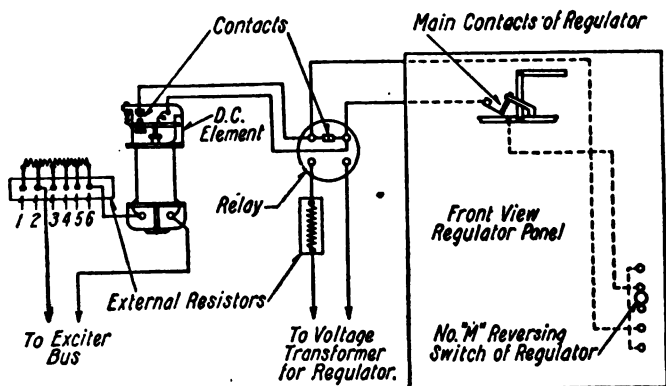 Contacts
Main Contacts of Regulator
D.C.
Element
Relay
1 2 3 4 5 6
Front View
Regulator Panel
External Resistors
To Exciter
Bus
To Voltage
Transformer
for Regulator.
No."M" Reversing
Switch of Regulator